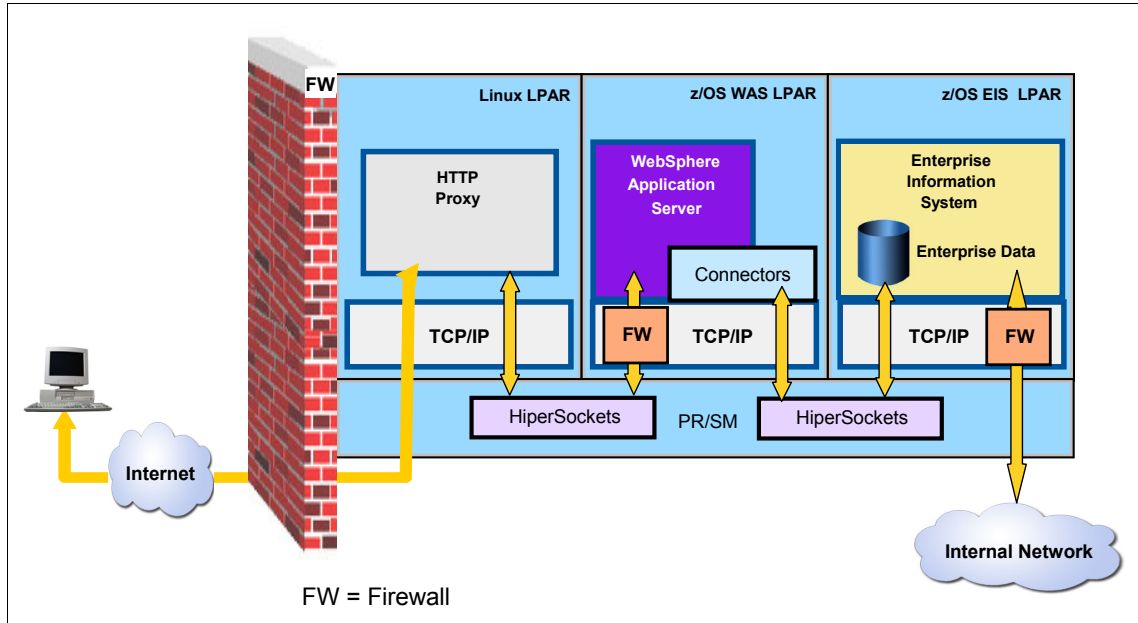 FW
Linux LPAR
z/OS WAS LPAR
z/OS EIS LPAR
HTTP
Proxy
WebSphere
Application
Server
Enterprise
Information
System
Enterprise Data
Connectors
TCP/IP
FW
TCP/IP
TCP/IP
FW
HiperSockets
PR/SM
HiperSockets
Internet
Internal Network
FW = Firewall